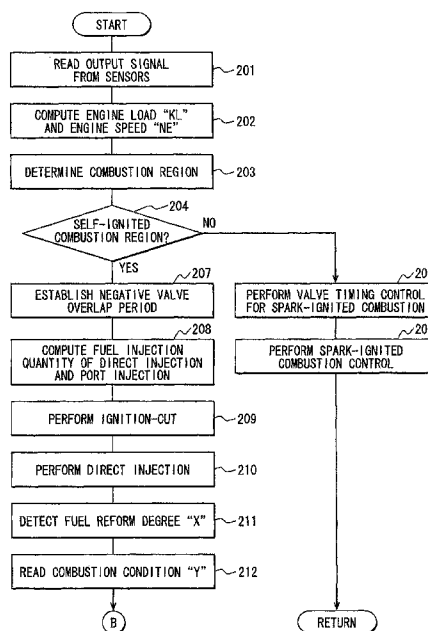 START
READ OUTPUT SIGNAL
FROM SENSORS
201
COMPUTE ENGINE LOAD "KL"
AND ENGINE SPEED "NE"
202
DETERMINE COMBUSTION REGION
203
204
SELF-IGNITED
COMBUSTION REGION?
NO
YES
207
ESTABLISH NEGATIVE VALVE
OVERLAP PERIOD
208
COMPUTE FUEL INJECTION
QUANTITY OF DIRECT INJECTION
AND PORT INJECTION
PERFORM IGNITION-CUT
209
PERFORM DIRECT INJECTION
210
DETECT FUEL REFORM DEGREE "X"
211
READ COMBUSTION CONDITION "Y"
212
B
PERFORM VALVE TIMING CONTROL
FOR SPARK-IGNITED COMBUSTION
PERFORM SPARK-IGNITED
COMBUSTION CONTROL
RETURN